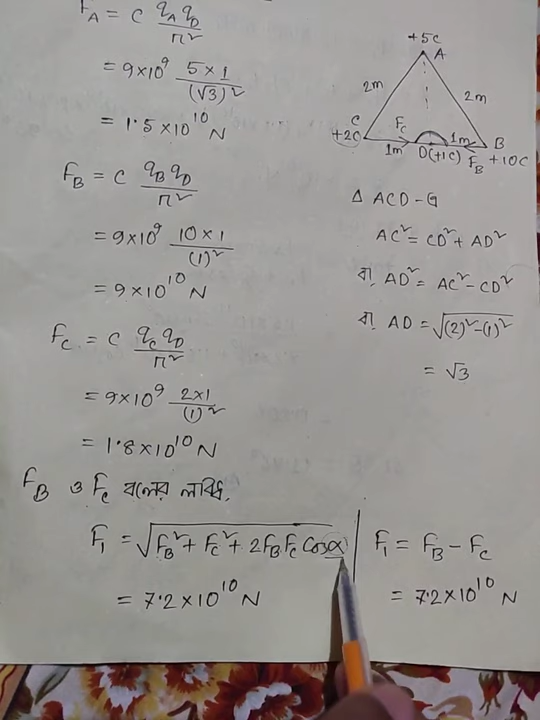 F_A = C q_A q_D / r²
= 9×10⁹ 5×1 / (√3)²
= 1.5×10¹⁰ N
F_B = C q_B q_D / r²
= 9×10⁹ 10×1 / (1)²
= 9×10¹⁰ N
F_C = C q_C q_D / r²
= 9×10⁹ 2×1 / (1)²
= 1.8×10¹⁰ N
F_B ও F_C বলের লব্ধি,
F₁ = √F_B² + F_C² + 2F_B F_C Cosα
= 7.2×10¹⁰ N
F₁ = F_B − F_C
= 7.2×10¹⁰ N
+5C
A
2m
2m
C
+2C
F_C
1m
D(+1C)
1m
F_B
B
+10C
Δ ACD-এ
AC² = CD² + AD²
বা, AD² = AC² − CD²
বা, AD = √(2)² − (1)²
= √3